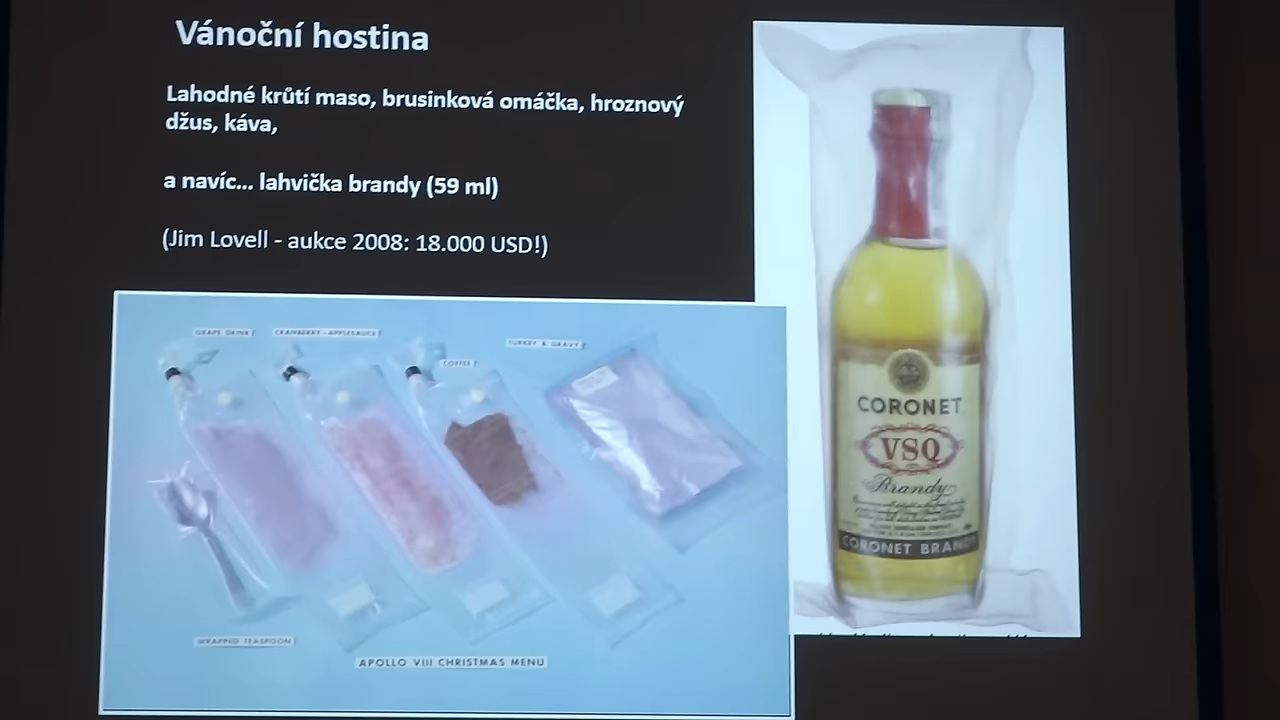 Vánoční hostina
Lahodné krůtí maso, brusinková omáčka, hroznový
džus, káva,
a navíc... lahvička brandy (59 ml)
(Jim Lovell - aukce 2008: 18.000 USD!)
GRAPE DRINK
CRANBERRY - APPLESAUCE
COFFEE
TURKEY & GRAVY
WRAPPED TEASPOON
APOLLO VIII CHRISTMAS MENU
CORONET
VSQ
Brandy
CORONET BRANDY